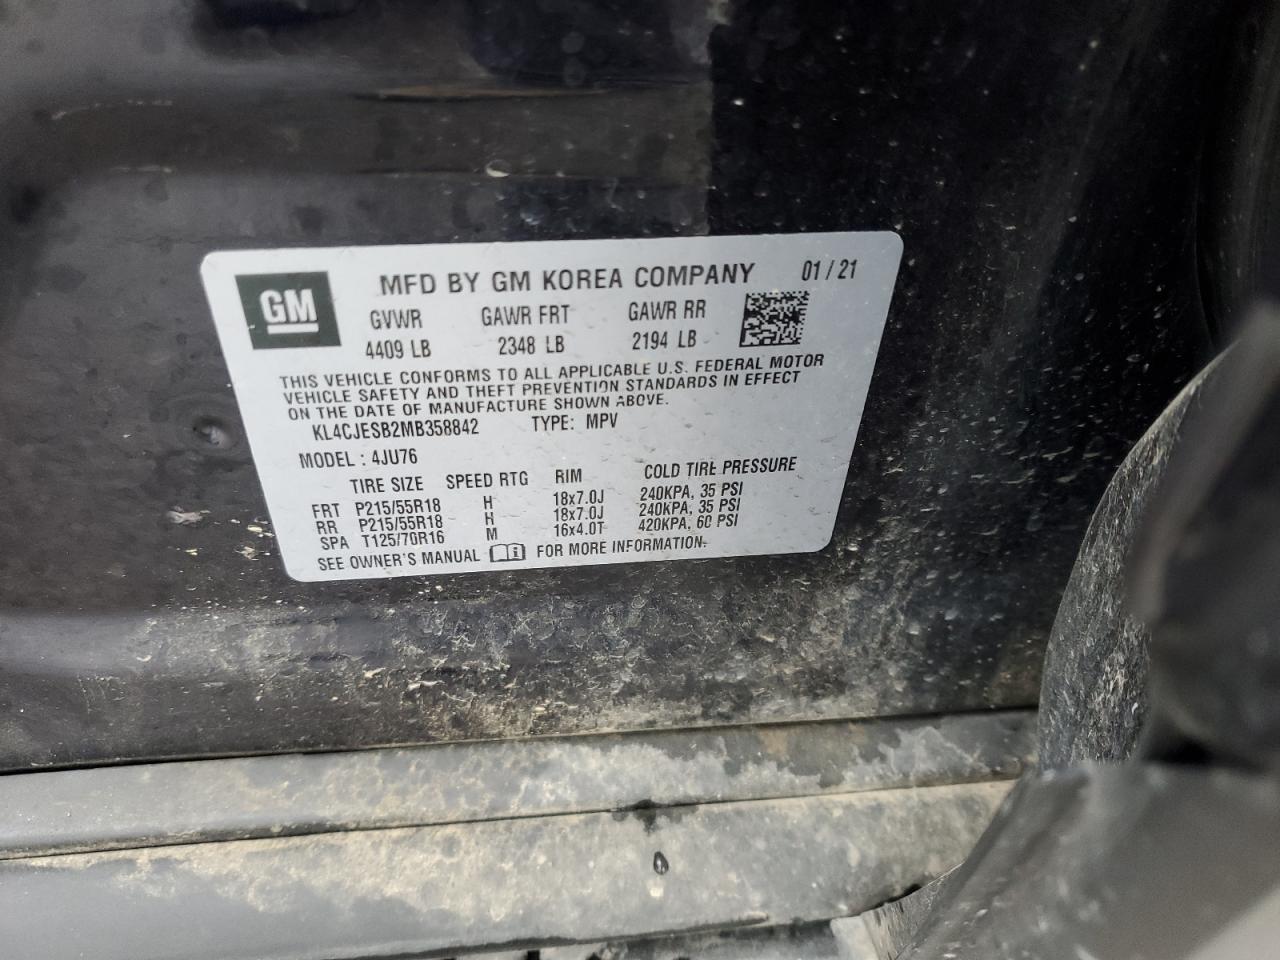 GM
MFD BY GM KOREA COMPANY 01 / 21
GVWR GAWR FRT GAWR RR
4409 LB 2348 LB 2194 LB
THIS VEHICLE CONFORMS TO ALL APPLICABLE U.S. FEDERAL MOTOR
VEHICLE SAFETY AND THEFT PREVENTION STANDARDS IN EFFECT
ON THE DATE OF MANUFACTURE SHOWN ABOVE.
KL4CJESB2MB358842 TYPE: MPV
MODEL : 4JU76
TIRE SIZE SPEED RTG RIM COLD TIRE PRESSURE
FRT P215/55R18 H 18x7.0J 240KPA, 35 PSI
RR P215/55R18 H 18x7.0J 240KPA, 35 PSI
SPA T125/70R16 M 16x4.0T 420KPA, 60 PSI
SEE OWNER'S MANUAL FOR MORE INFORMATION.